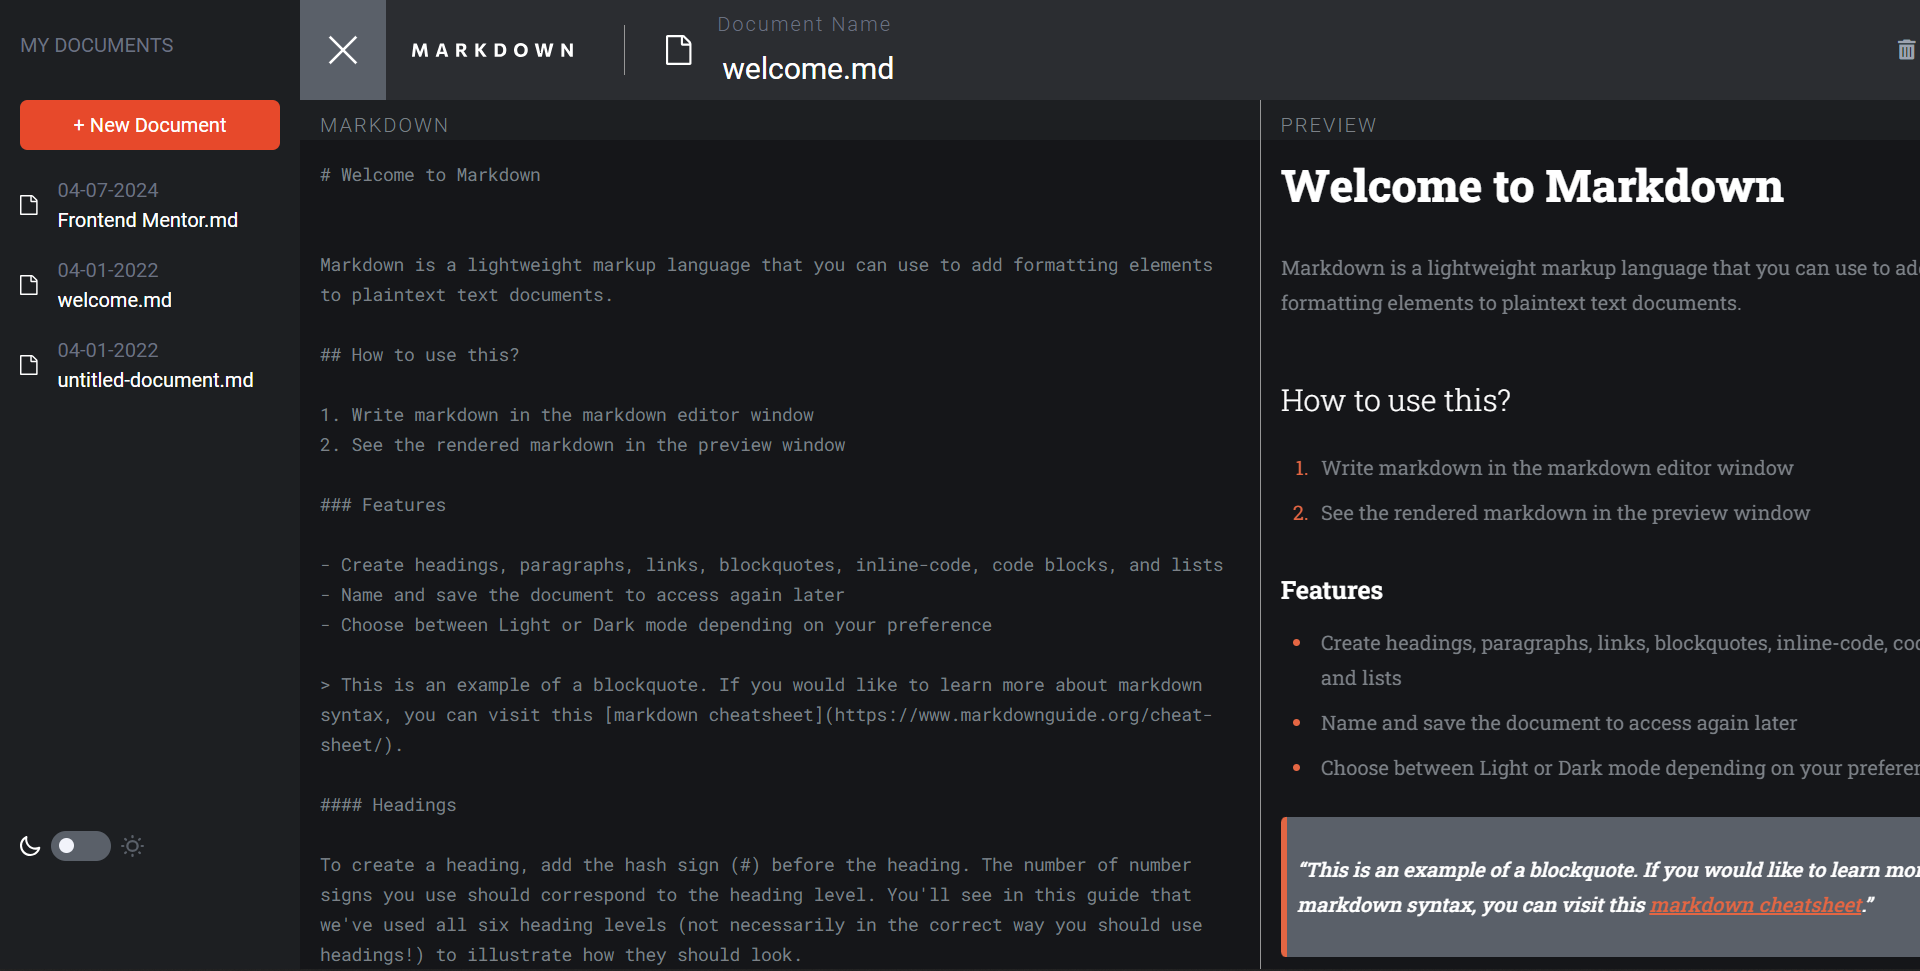 MY DOCUMENTS
+ New Document
04-07-2024
Frontend Mentor.md
04-01-2022
welcome.md
04-01-2022
untitled-document.md
MARKDOWN
Document Name
welcome.md
MARKDOWN
# Welcome to Markdown
Markdown is a lightweight markup language that you can use to add formatting elements
to plaintext text documents.
## How to use this?
1. Write markdown in the markdown editor window
2. See the rendered markdown in the preview window
### Features
- Create headings, paragraphs, links, blockquotes, inline-code, code blocks, and lists
- Name and save the document to access again later
- Choose between Light or Dark mode depending on your preference
> This is an example of a blockquote. If you would like to learn more about markdown
syntax, you can visit this [markdown cheatsheet](https://www.markdownguide.org/cheat-
sheet/).
#### Headings
To create a heading, add the hash sign (#) before the heading. The number of number
signs you use should correspond to the heading level. You'll see in this guide that
we've used all six heading levels (not necessarily in the correct way you should use
headings!) to illustrate how they should look.
PREVIEW
Welcome to Markdown
Markdown is a lightweight markup language that you can use to ad
formatting elements to plaintext text documents.
How to use this?
1. Write markdown in the markdown editor window
2. See the rendered markdown in the preview window
Features
• Create headings, paragraphs, links, blockquotes, inline-code, cod
and lists
• Name and save the document to access again later
• Choose between Light or Dark mode depending on your preferen
“This is an example of a blockquote. If you would like to learn mor
markdown syntax, you can visit this markdown cheatsheet.”